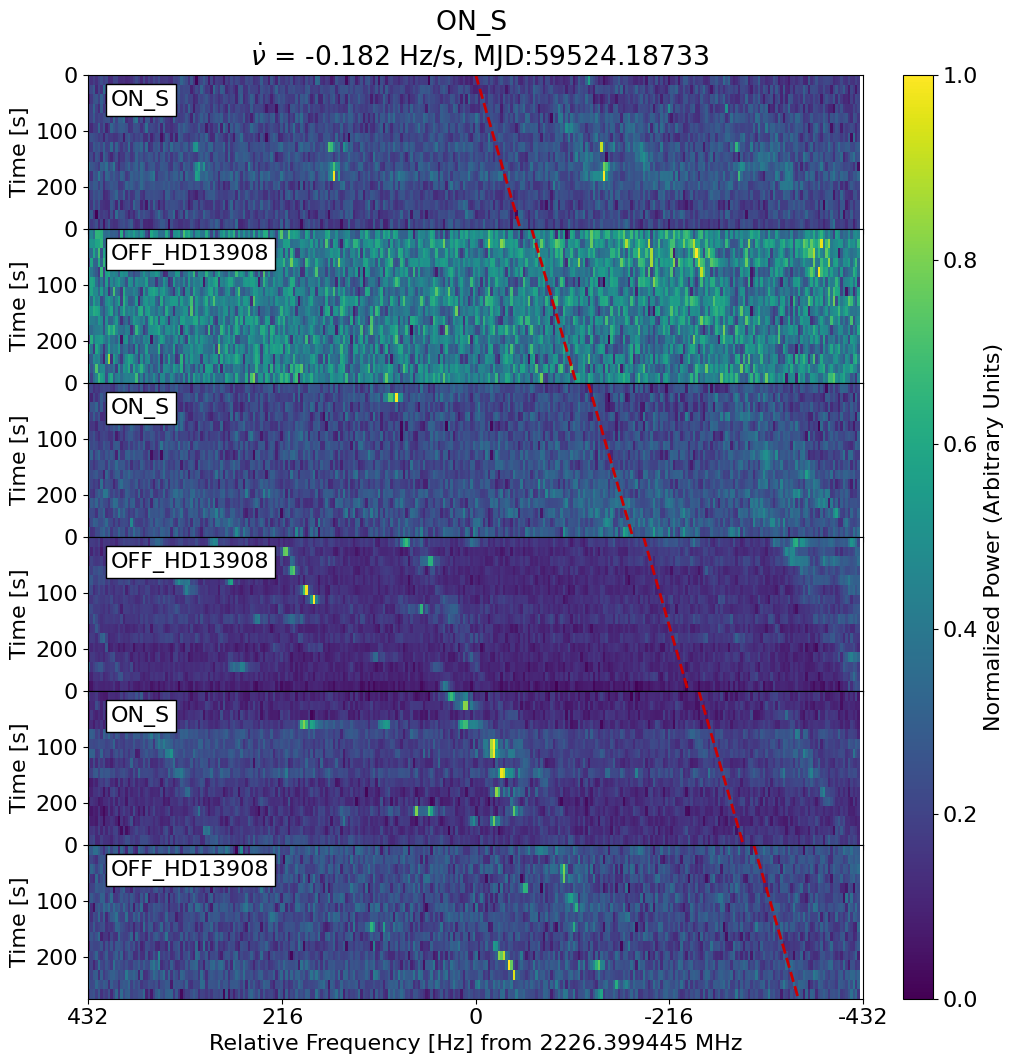 ON_S
ν̇ = -0.182 Hz/s, MJD:59524.18733
0
100
200
Time [s]
ON_S
0
100
200
Time [s]
OFF_HD13908
0
100
200
Time [s]
ON_S
0
100
200
Time [s]
OFF_HD13908
0
100
200
Time [s]
ON_S
0
100
200
Time [s]
OFF_HD13908
432 216 0 -216 -432
Relative Frequency [Hz] from 2226.399445 MHz
1.0
0.8
0.6
0.4
0.2
0.0
Normalized Power (Arbitrary Units)